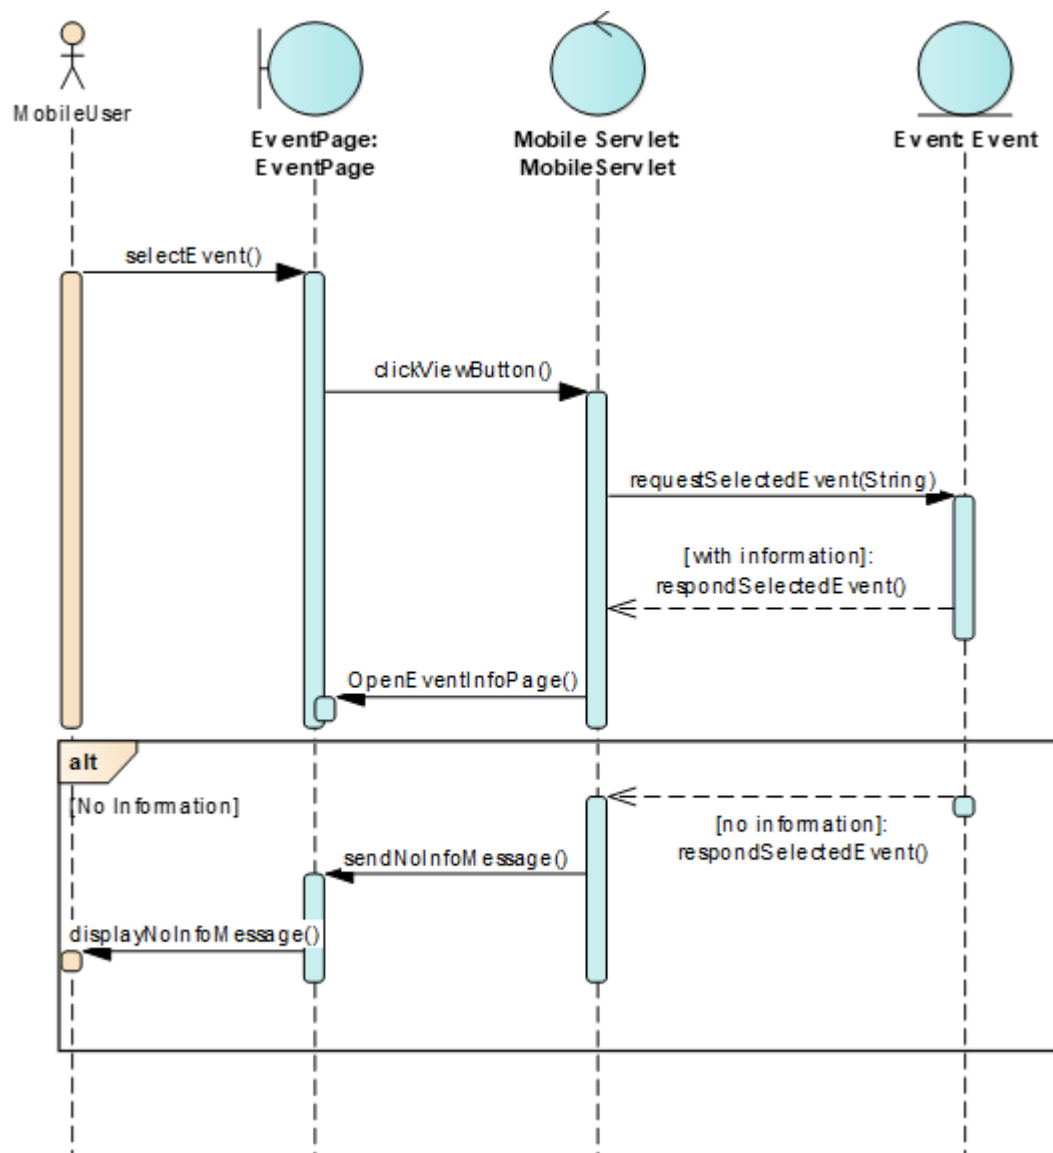 MobileUser
EventPage:
EventPage
Mobile Servlet:
MobileServlet
Event: Event
selectEvent()
clickViewButton()
requestSelectedEvent(String)
[with information]:
respondSelectedEvent()
OpenEventInfoPage()
alt
[No Information]
[no information]:
respondSelectedEvent()
sendNoInfoMessage()
displayNoInfoMessage()